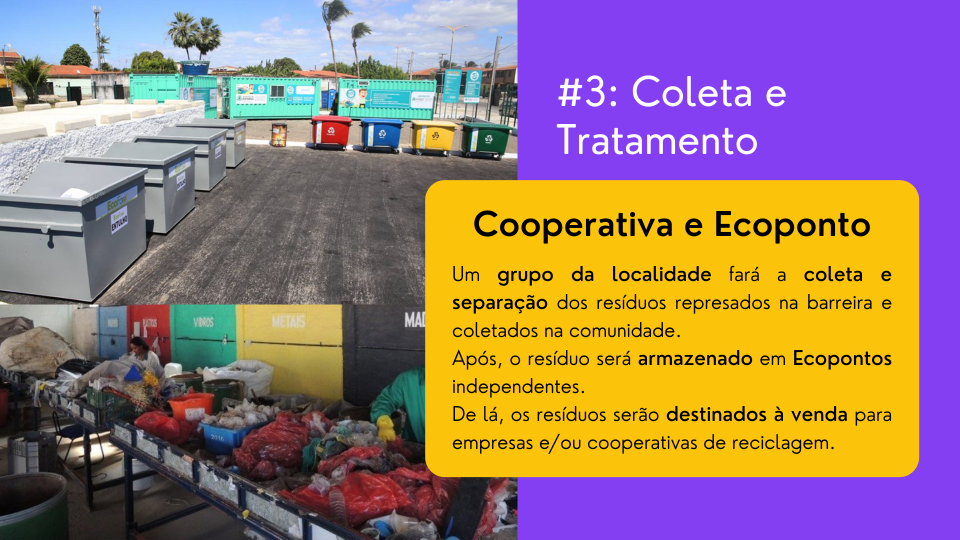 #3: Coleta e
Tratamento
Cooperativa e Ecoponto
Um grupo da localidade fará a coleta e
separação dos resíduos represados na barreira e
coletados na comunidade.
Após, o resíduo será armazenado em Ecopontos
independentes.
De lá, os resíduos serão destinados à venda para
empresas e/ou cooperativas de reciclagem.
ENTULHO
VIDROS
METAIS
MAD